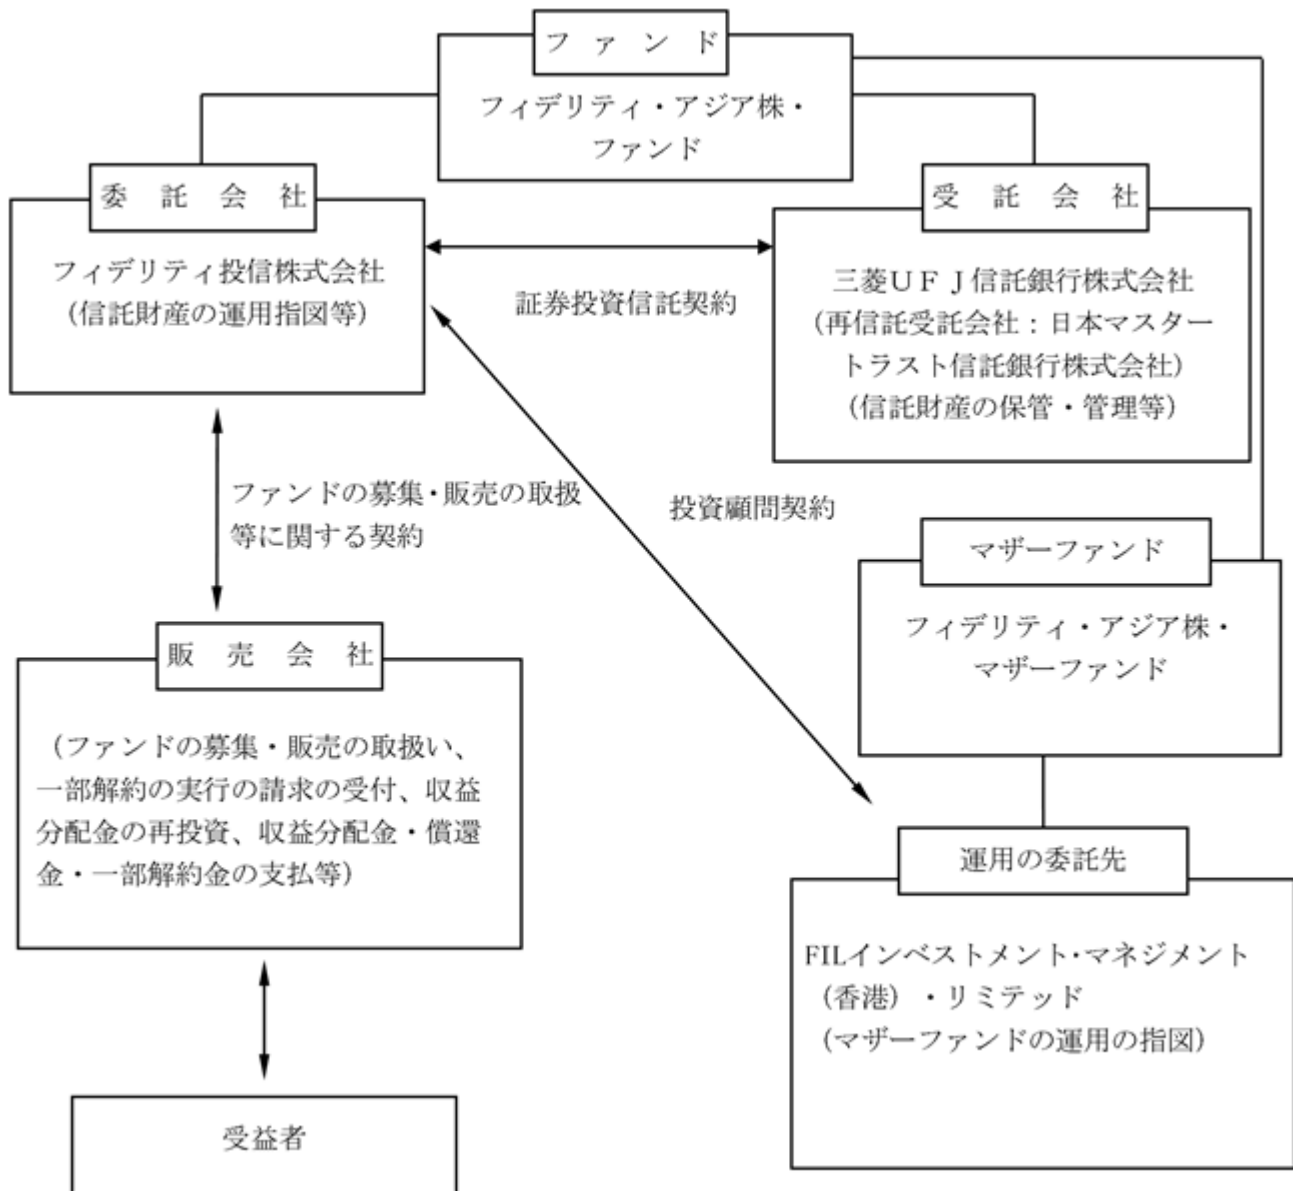 ファンド
フィデリティ・アジア株・
ファンド
委託会社
フィデリティ投信株式会社
(信託財産の運用指図等)
証券投資信託契約
受託会社
三菱UFJ信託銀行株式会社
(再信託受託会社:日本マスター
トラスト信託銀行株式会社)
(信託財産の保管・管理等)
ファンドの募集・販売の取扱
等に関する契約
投資顧問契約
マザーファンド
フィデリティ・アジア株・
マザーファンド
販売会社
(ファンドの募集・販売の取扱い、
一部解約の実行の請求の受付、収益
分配金の再投資、収益分配金・償還
金・一部解約金の支払等)
運用の委託先
FILインベストメント・マネジメント
(香港)・リミテッド
(マザーファンドの運用の指図)
受益者